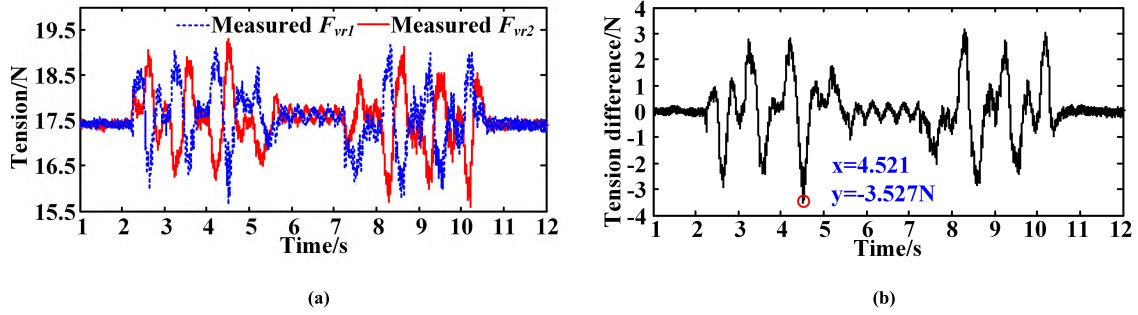 (a)
Measured Fvr1 Measured Fvr2
Tension/N
19.5
18.5
17.5
16.5
15.5
1 2 3 4 5 6 7 8 9 10 11 12
Time/s
(a)
(b)
Tension difference/N
4
3
2
1
0
-1
-2
-3
-4
x=4.521
y=-3.527N
1 2 3 4 5 6 7 8 9 10 11 12
Time/s
(b)